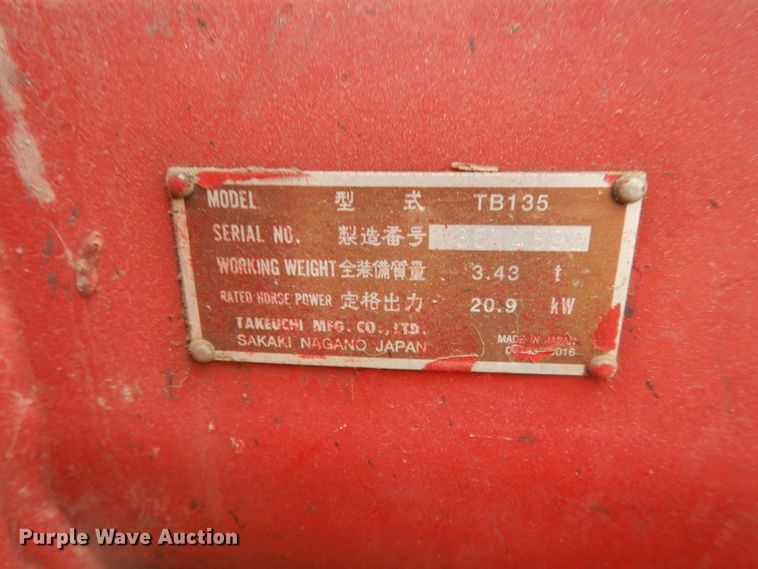 MODEL 型式 TB135
SERIAL NO. 製造番号
WORKING WEIGHT 全装備質量 3.43 t
RATED HORSE POWER 定格出力 20.9 kW
TAKEUCHI MFG. CO., LTD.
SAKAKI NAGANO JAPAN
MADE IN JAPAN
Purple Wave Auction